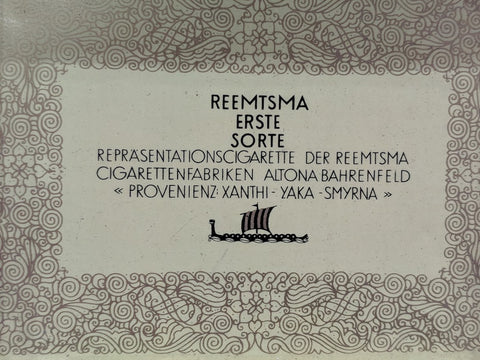 REEMTSMA
ERSTE
SORTE
REPRÄSENTATIONSCIGARETTE DER REEMTSMA
CIGARETTENFABRIKEN ALTONA BAHRENFELD
« PROVENIENZ: XANTHI - YAKA - SMYRNA »